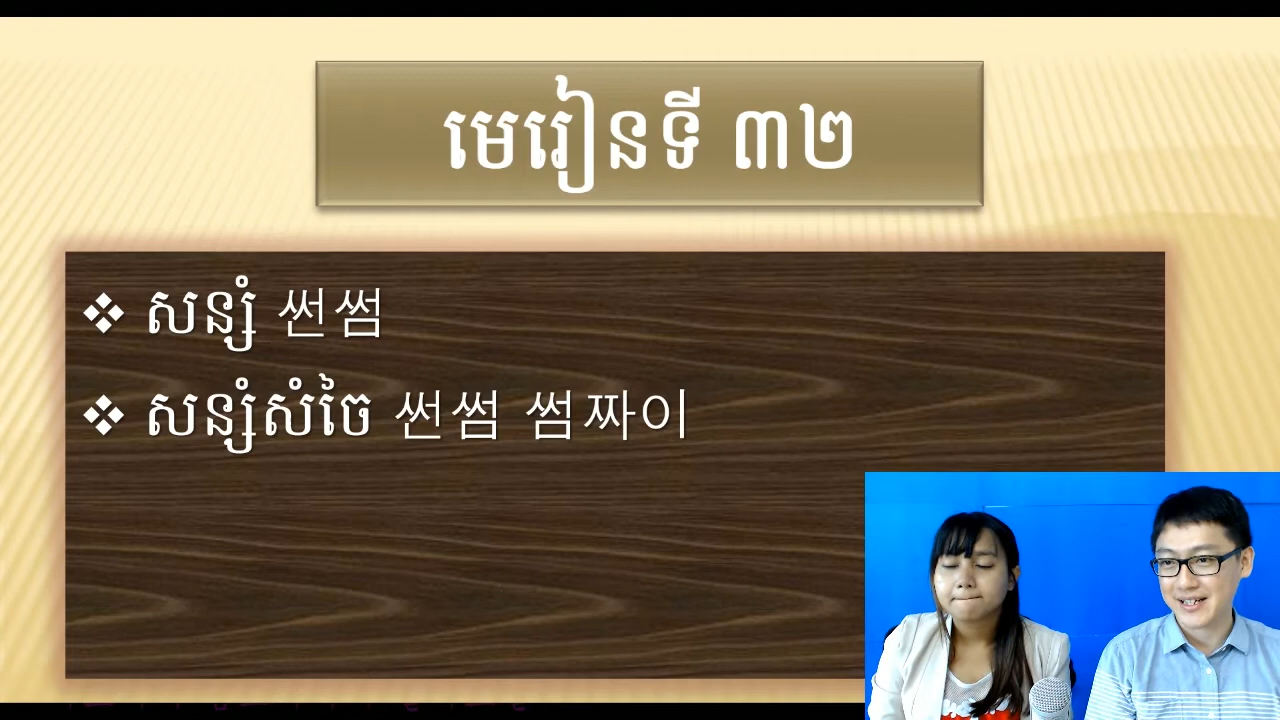 មេរៀនទី ៣២
❖ សន្សំ 썬썸
❖ សន្សំសំចៃ 썬썸 썸짜이